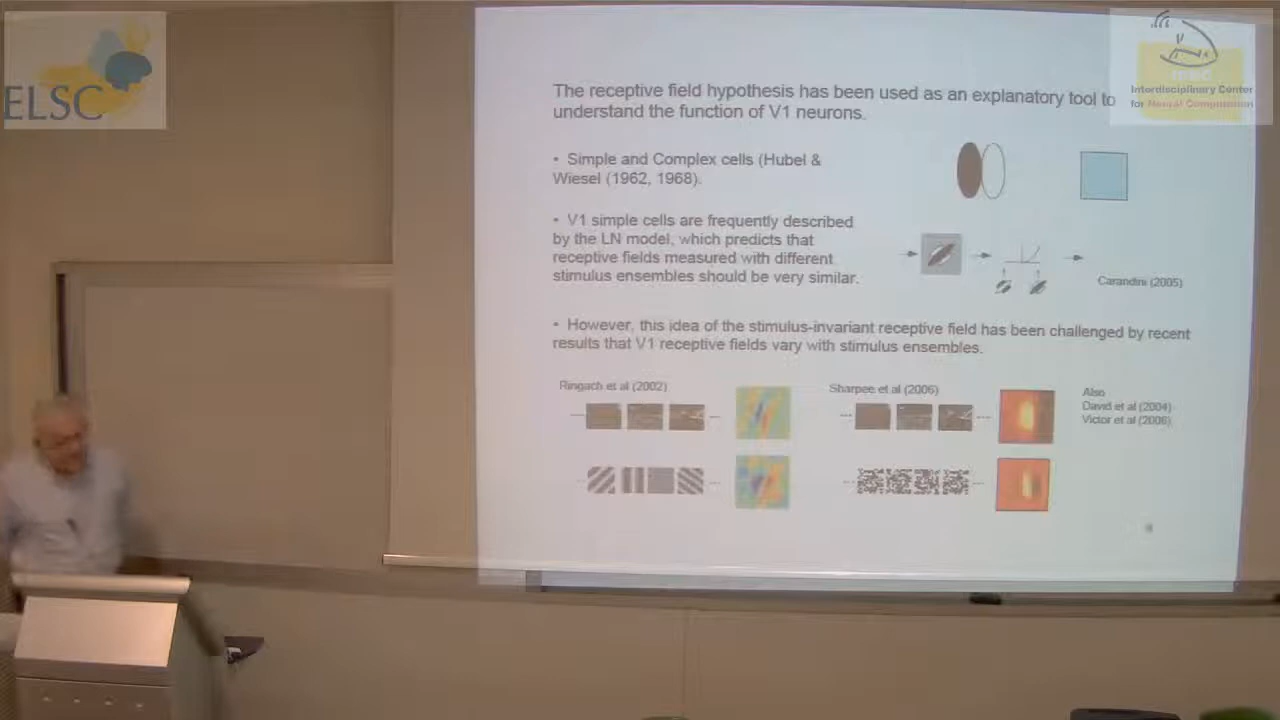 ELSC
Interdisciplinary Center
for Neural Computation
The receptive field hypothesis has been used as an explanatory tool to
understand the function of V1 neurons.
• Simple and Complex cells (Hubel &
Wiesel (1962, 1968).
• V1 simple cells are frequently described
by the LN model, which predicts that
receptive fields measured with different
stimulus ensembles should be very similar.
Carandini (2005)
• However, this idea of the stimulus-invariant receptive field has been challenged by recent
results that V1 receptive fields vary with stimulus ensembles.
Ringach et al (2002)
Sharpee et al (2006)
Also
David et al (2004)
Victor et al (2006)